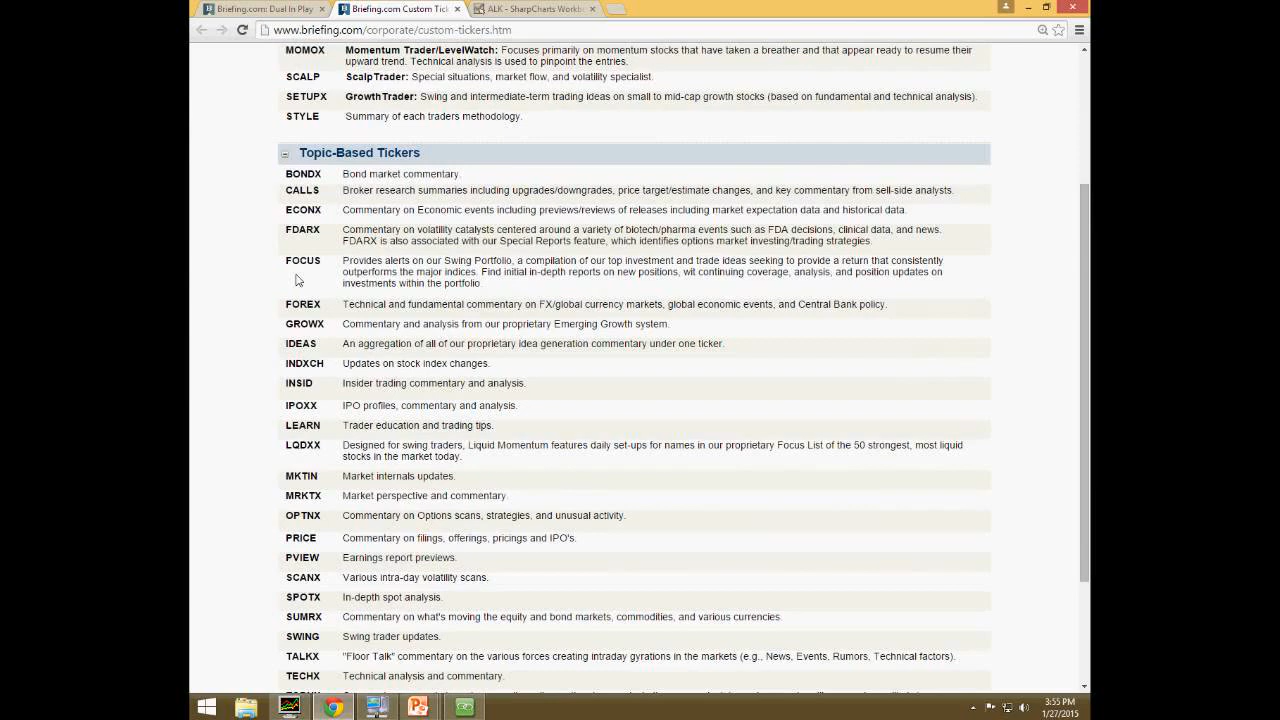 Briefing.com: Dual In Play
Briefing.com Custom Tick
ALK - SharpCharts Workbe
www.briefing.com/corporate/custom-tickers.htm
MOMOX Momentum Trader/LevelWatch: Focuses primarily on momentum stocks that have taken a breather and that appear ready to resume their
upward trend. Technical analysis is used to pinpoint the entries.
SCALP ScalpTrader: Special situations, market flow, and volatility specialist.
SETUPX GrowthTrader: Swing and intermediate-term trading ideas on small to mid-cap growth stocks (based on fundamental and technical analysis).
STYLE Summary of each traders methodology.
Topic-Based Tickers
BONDX Bond market commentary.
CALLS Broker research summaries including upgrades/downgrades, price target/estimate changes, and key commentary from sell-side analysts.
ECONX Commentary on Economic events including previews/reviews of releases including market expectation data and historical data.
FDARX Commentary on volatility catalysts centered around a variety of biotech/pharma events such as FDA decisions, clinical data, and news.
FDARX is also associated with our Special Reports feature, which identifies options market investing/trading strategies.
FOCUS Provides alerts on our Swing Portfolio, a compilation of our top investment and trade ideas seeking to provide a return that consistently
outperforms the major indices. Find initial in-depth reports on new positions, wit continuing coverage, analysis, and position updates on
investments within the portfolio.
FOREX Technical and fundamental commentary on FX/global currency markets, global economic events, and Central Bank policy.
GROWX Commentary and analysis from our proprietary Emerging Growth system.
IDEAS An aggregation of all of our proprietary idea generation commentary under one ticker.
INDXCH Updates on stock index changes.
INSID Insider trading commentary and analysis.
IPOXX IPO profiles, commentary and analysis.
LEARN Trader education and trading tips.
LQDXX Designed for swing traders, Liquid Momentum features daily set-ups for names in our proprietary Focus List of the 50 strongest, most liquid
stocks in the market today.
MKTIN Market internals updates.
MRKTX Market perspective and commentary.
OPTNX Commentary on Options scans, strategies, and unusual activity.
PRICE Commentary on filings, offerings, pricings and IPO's.
PVIEW Earnings report previews.
SCANX Various intra-day volatility scans.
SPOTX In-depth spot analysis.
SUMRX Commentary on what's moving the equity and bond markets, commodities, and various currencies.
SWING Swing trader updates.
TALKX "Floor Talk" commentary on the various forces creating intraday gyrations in the markets (e.g., News, Events, Rumors, Technical factors).
TECHX Technical analysis and commentary.
3:55 PM
1/27/2015